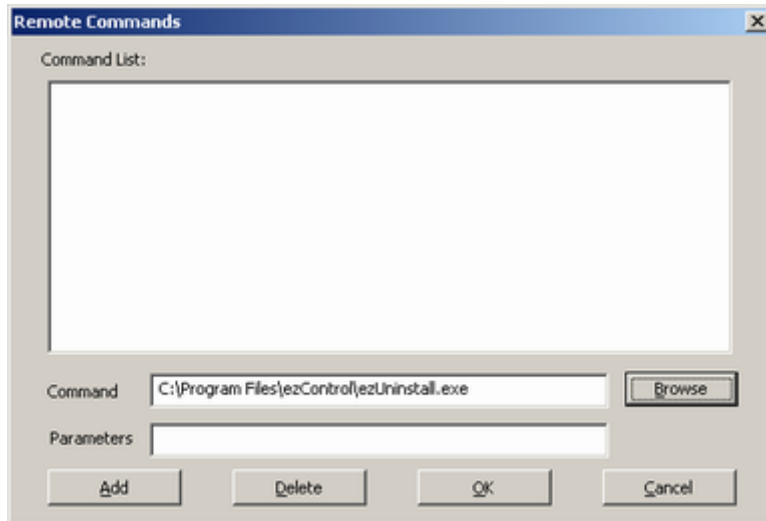 Remote Commands
Command List:
Command C:\Program Files\ezControl\ezUninstall.exe Browse
Parameters
Add Delete OK Cancel